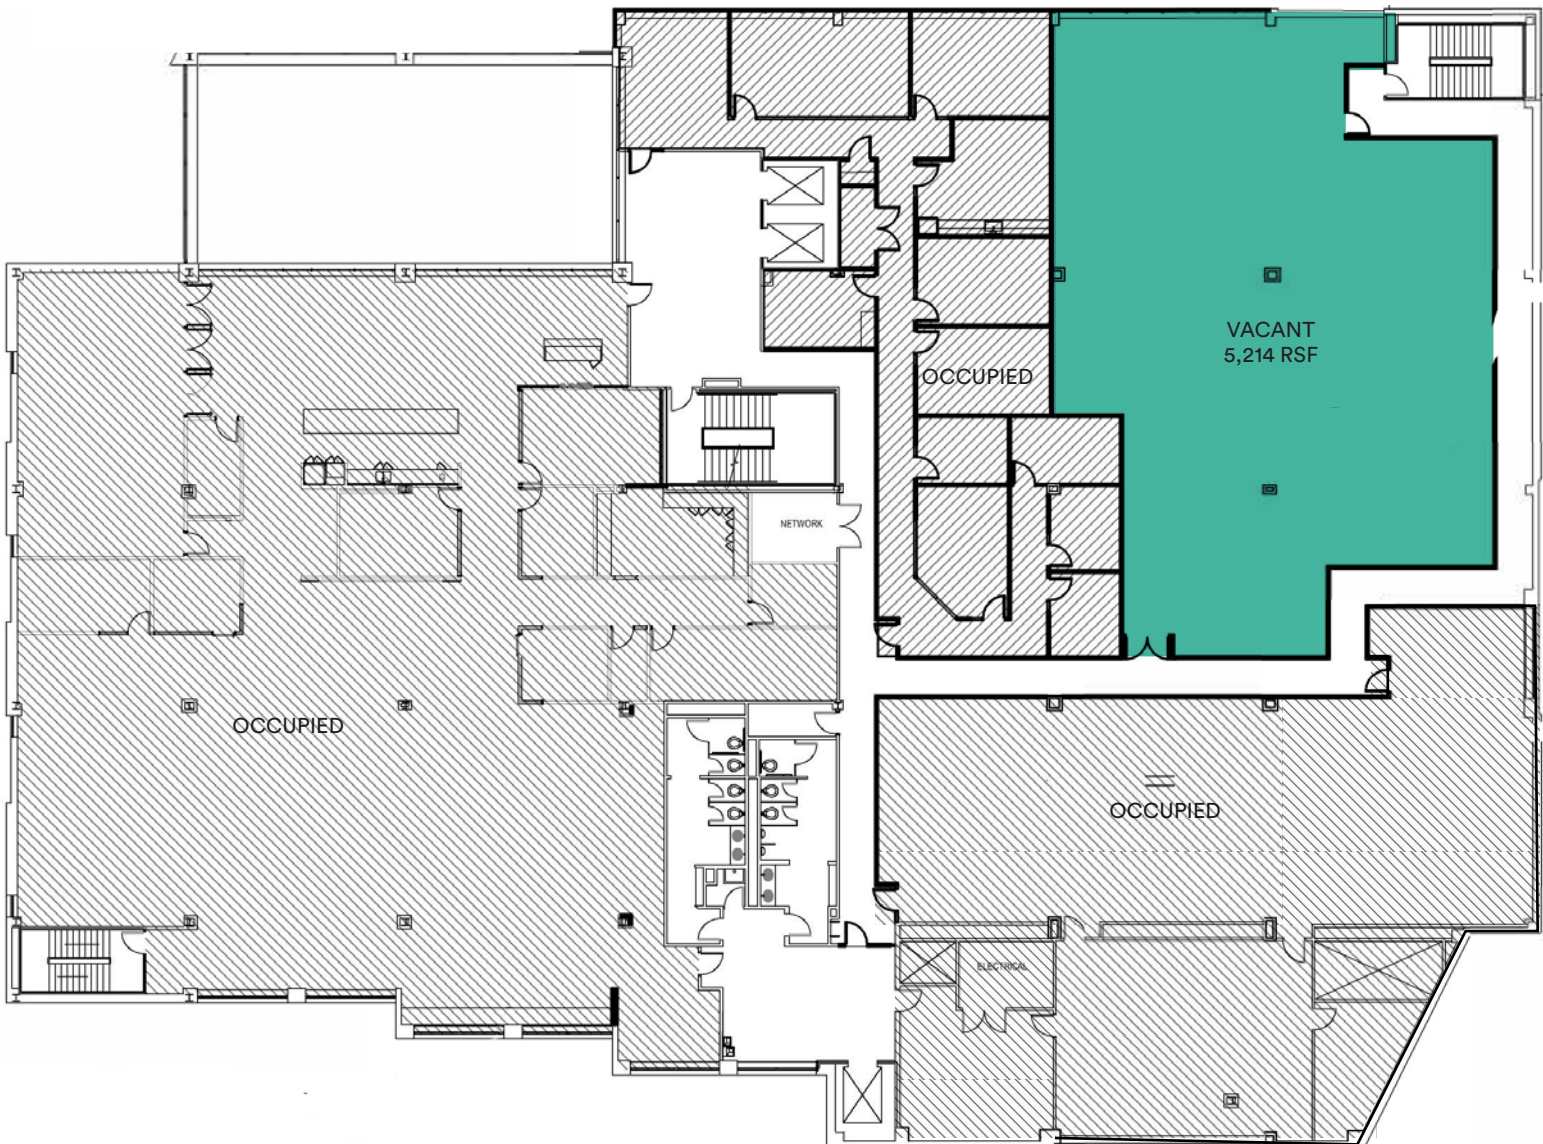 VACANT
5,214 RSF
OCCUPIED
NETWORK
OCCUPIED
OCCUPIED
ELECTRICAL